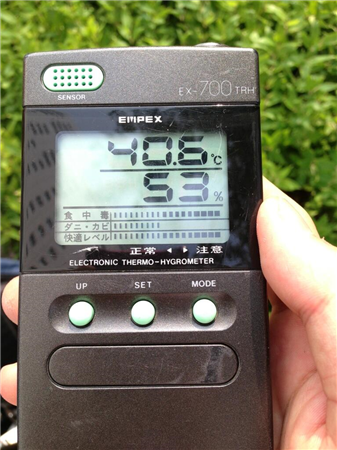 SENSOR
EX-700 TRH
EMPEX
40.6 °C
53 %
食中毒
ダニ・カビ
快適レベル
正常 ◀ ▶ 注意
ELECTRONIC THERMO-HYGROMETER
UP SET MODE